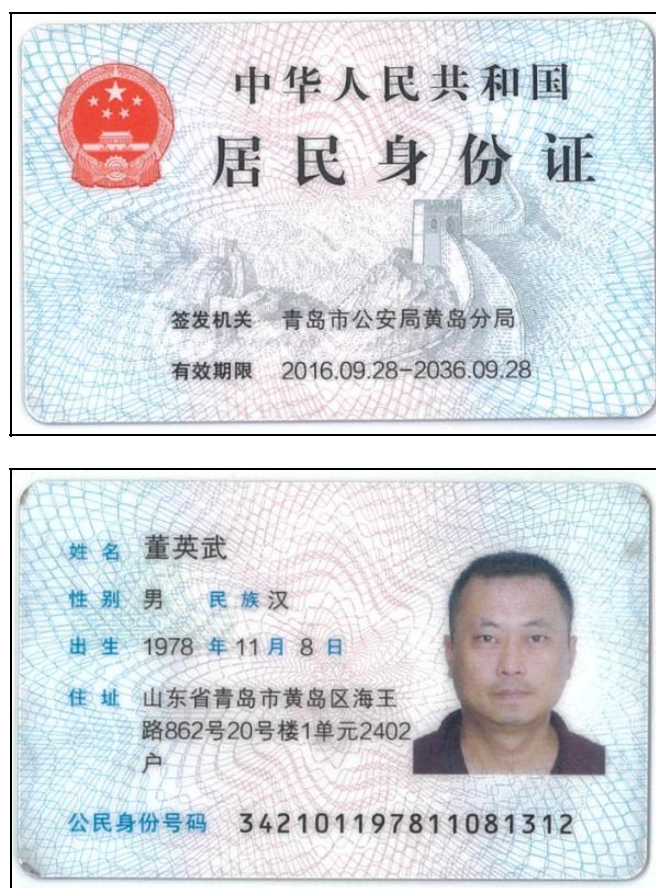 中华人民共和国
居民身份证
签发机关 青岛市公安局黄岛分局
有效期限 2016.09.28-2036.09.28
姓名 董英武
性别 男 民族 汉
出生 1978 年 11 月 8 日
住址 山东省青岛市黄岛区海王
路862号20号楼1单元2402
户
公民身份号码 342101197811081312